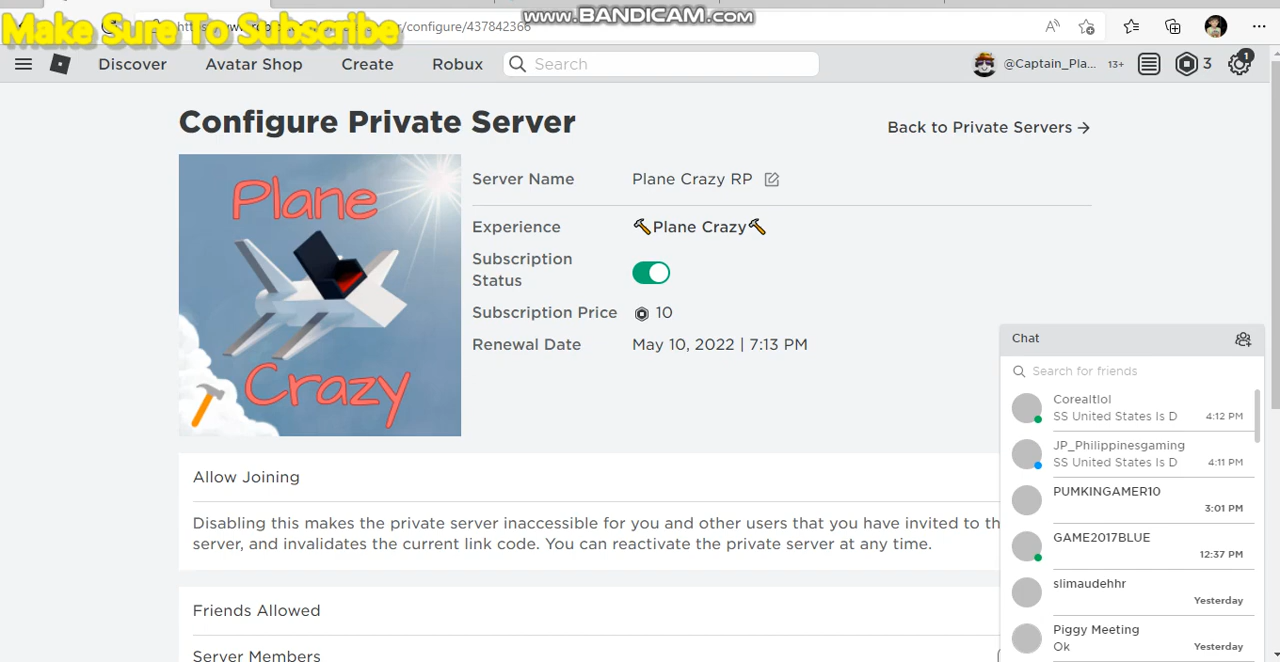 www.BANDICAM.com
Make Sure To Subscribe
/configure/437842366
Discover
Avatar Shop
Create
Robux
Search
@Captain_Pla...
13+
3
1
Configure Private Server
Back to Private Servers →
Plane
Crazy
Server Name
Plane Crazy RP
Experience
🔨Plane Crazy🔨
Subscription
Status
Subscription Price
10
Renewal Date
May 10, 2022 | 7:13 PM
Allow Joining
Disabling this makes the private server inaccessible for you and other users that you have invited to th
server, and invalidates the current link code. You can reactivate the private server at any time.
Friends Allowed
Server Members
Chat
Search for friends
Corealtlol
SS United States Is D 4:12 PM
JP_Philippinesgaming
SS United States Is D 4:11 PM
PUMKINGAMER10
3:01 PM
GAME2017BLUE
12:37 PM
slimaudehhr
Yesterday
Piggy Meeting
Ok Yesterday